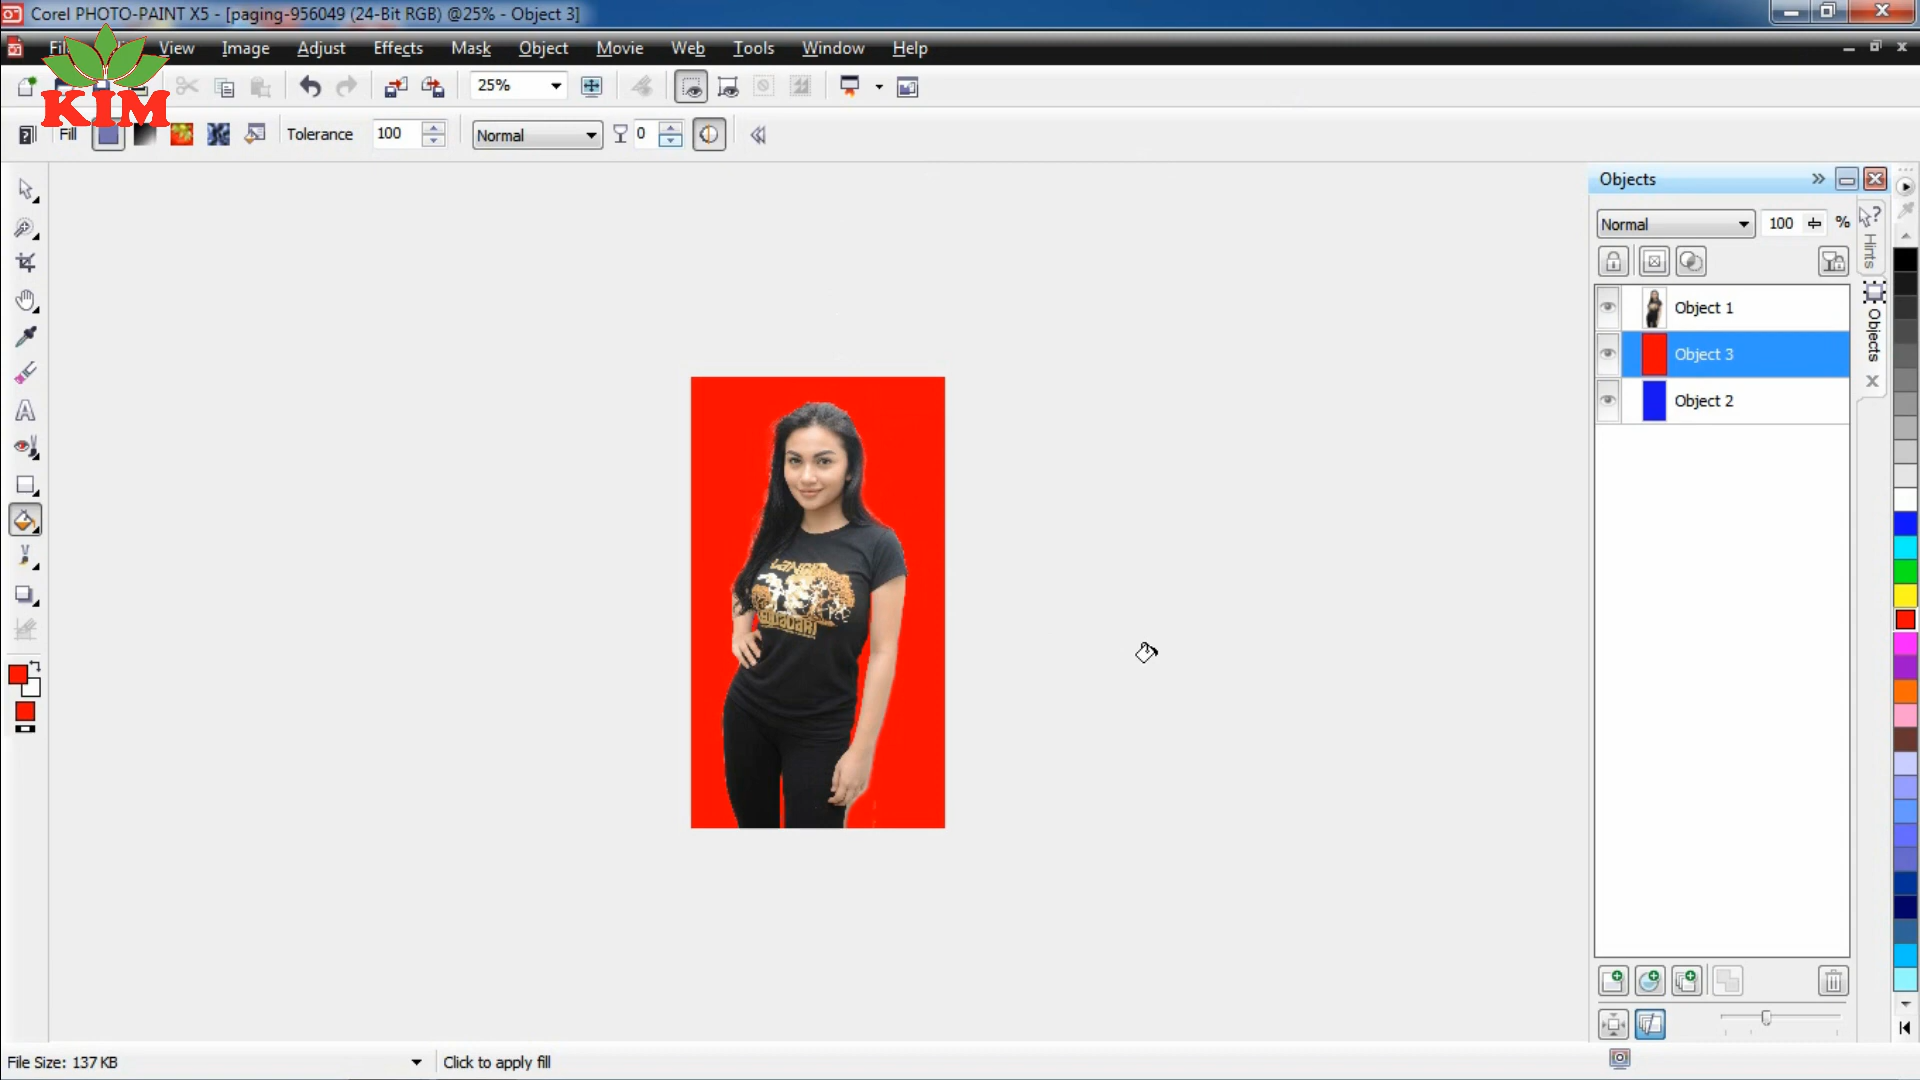 Corel PHOTO-PAINT X5 - [paging-956049 (24-Bit RGB) @25% - Object 3]
View Image Adjust Effects Mask Object Movie Web Tools Window Help
KIM
25%
Fill Tolerance 100 Normal 0
Objects
Normal 100 %
Hints
Object 1
Object 3
Object 2
Objects
File Size: 137 KB
Click to apply fill